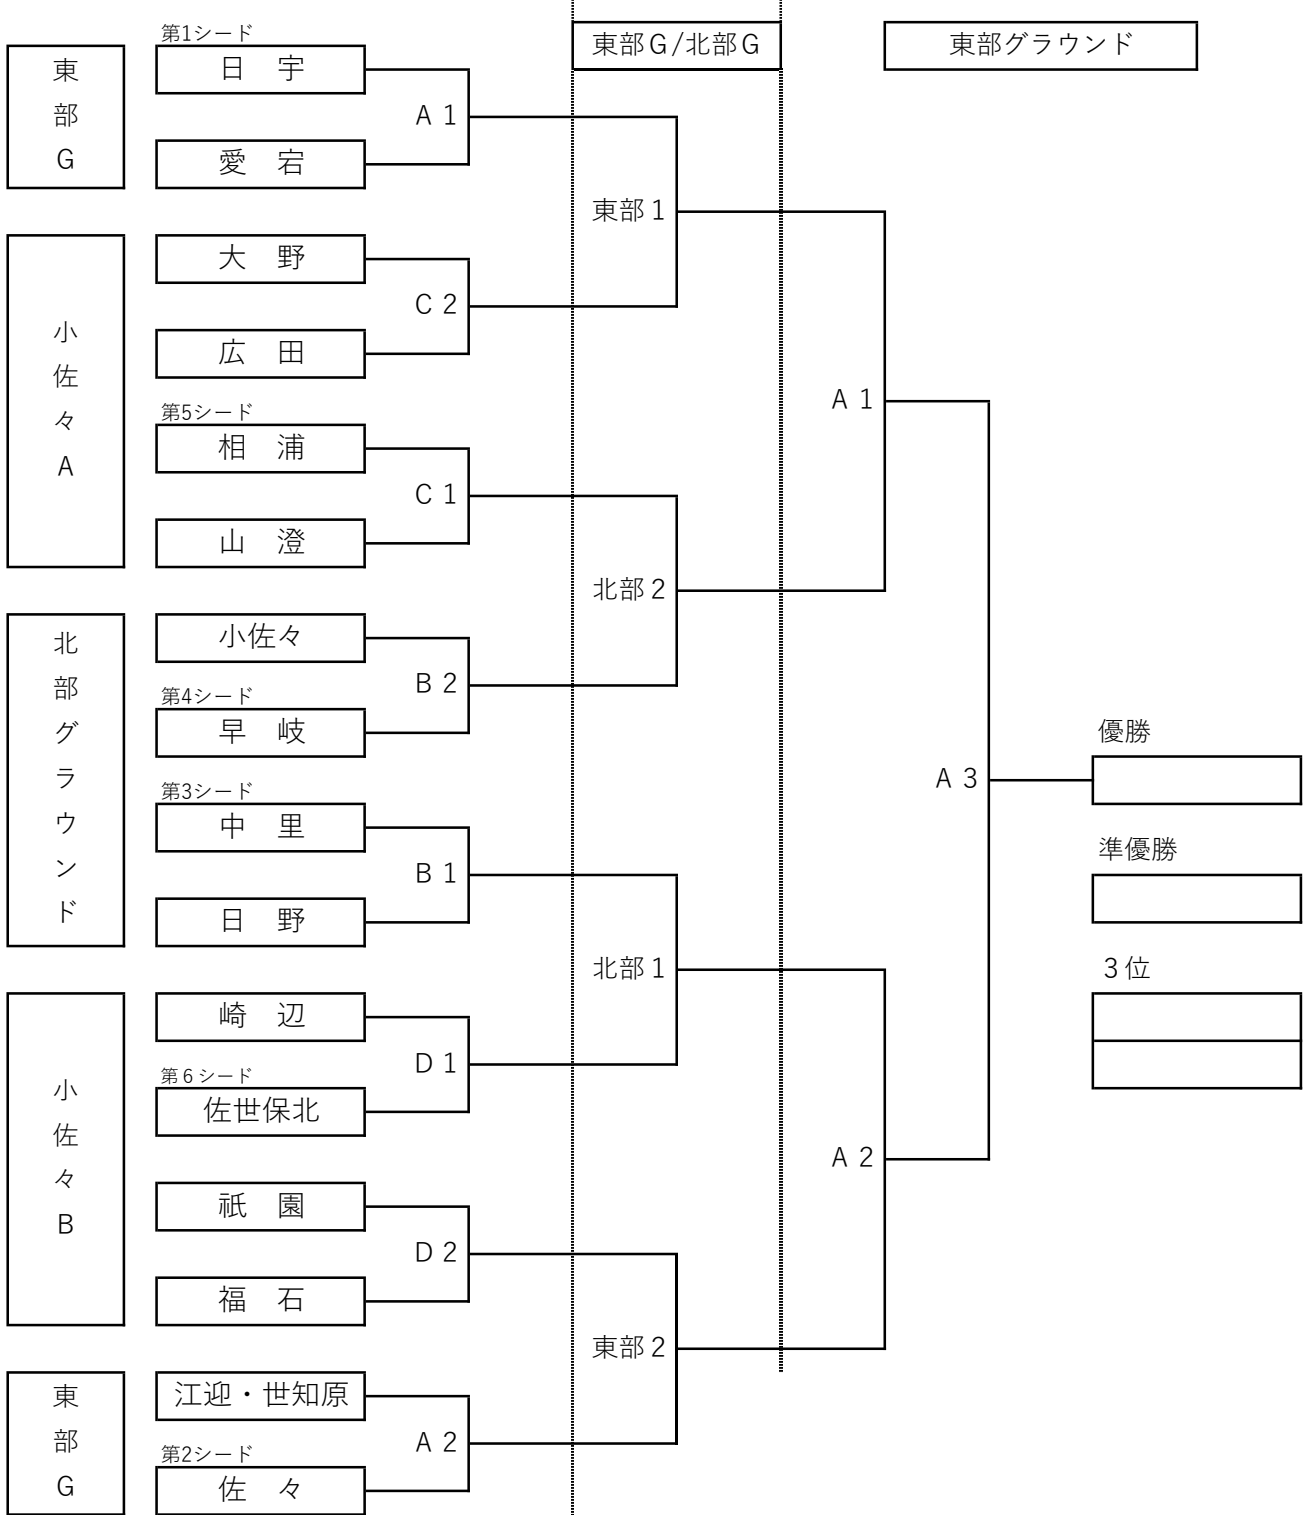 東部G/北部G
東部グラウンド
東部G
第1シード
日　宇
A 1
愛　宕
東部 1
小佐々A
大　野
C 2
広　田
A 1
第5シード
相　浦
C 1
山　澄
北部 2
北部グラウンド
小佐々
B 2
第4シード
早　岐
優勝
A 3
第3シード
中　里
B 1
準優勝
日　野
北部 1
3 位
小佐々B
崎　辺
D 1
第６シード
佐世保北
A 2
祇　園
D 2
福　石
東部 2
東部G
江迎・世知原
A 2
第2シード
佐　々